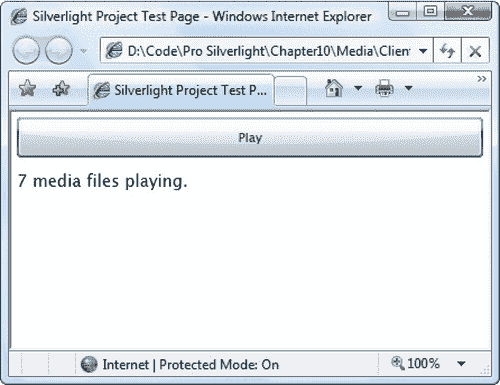 Silverlight Project Test Page - Windows Internet Explorer
D:\Code\Pro Silverlight\Chapter10\Media\Clien
Silverlight Project Test P...
Play
7 media files playing.
Internet | Protected Mode: On
100%